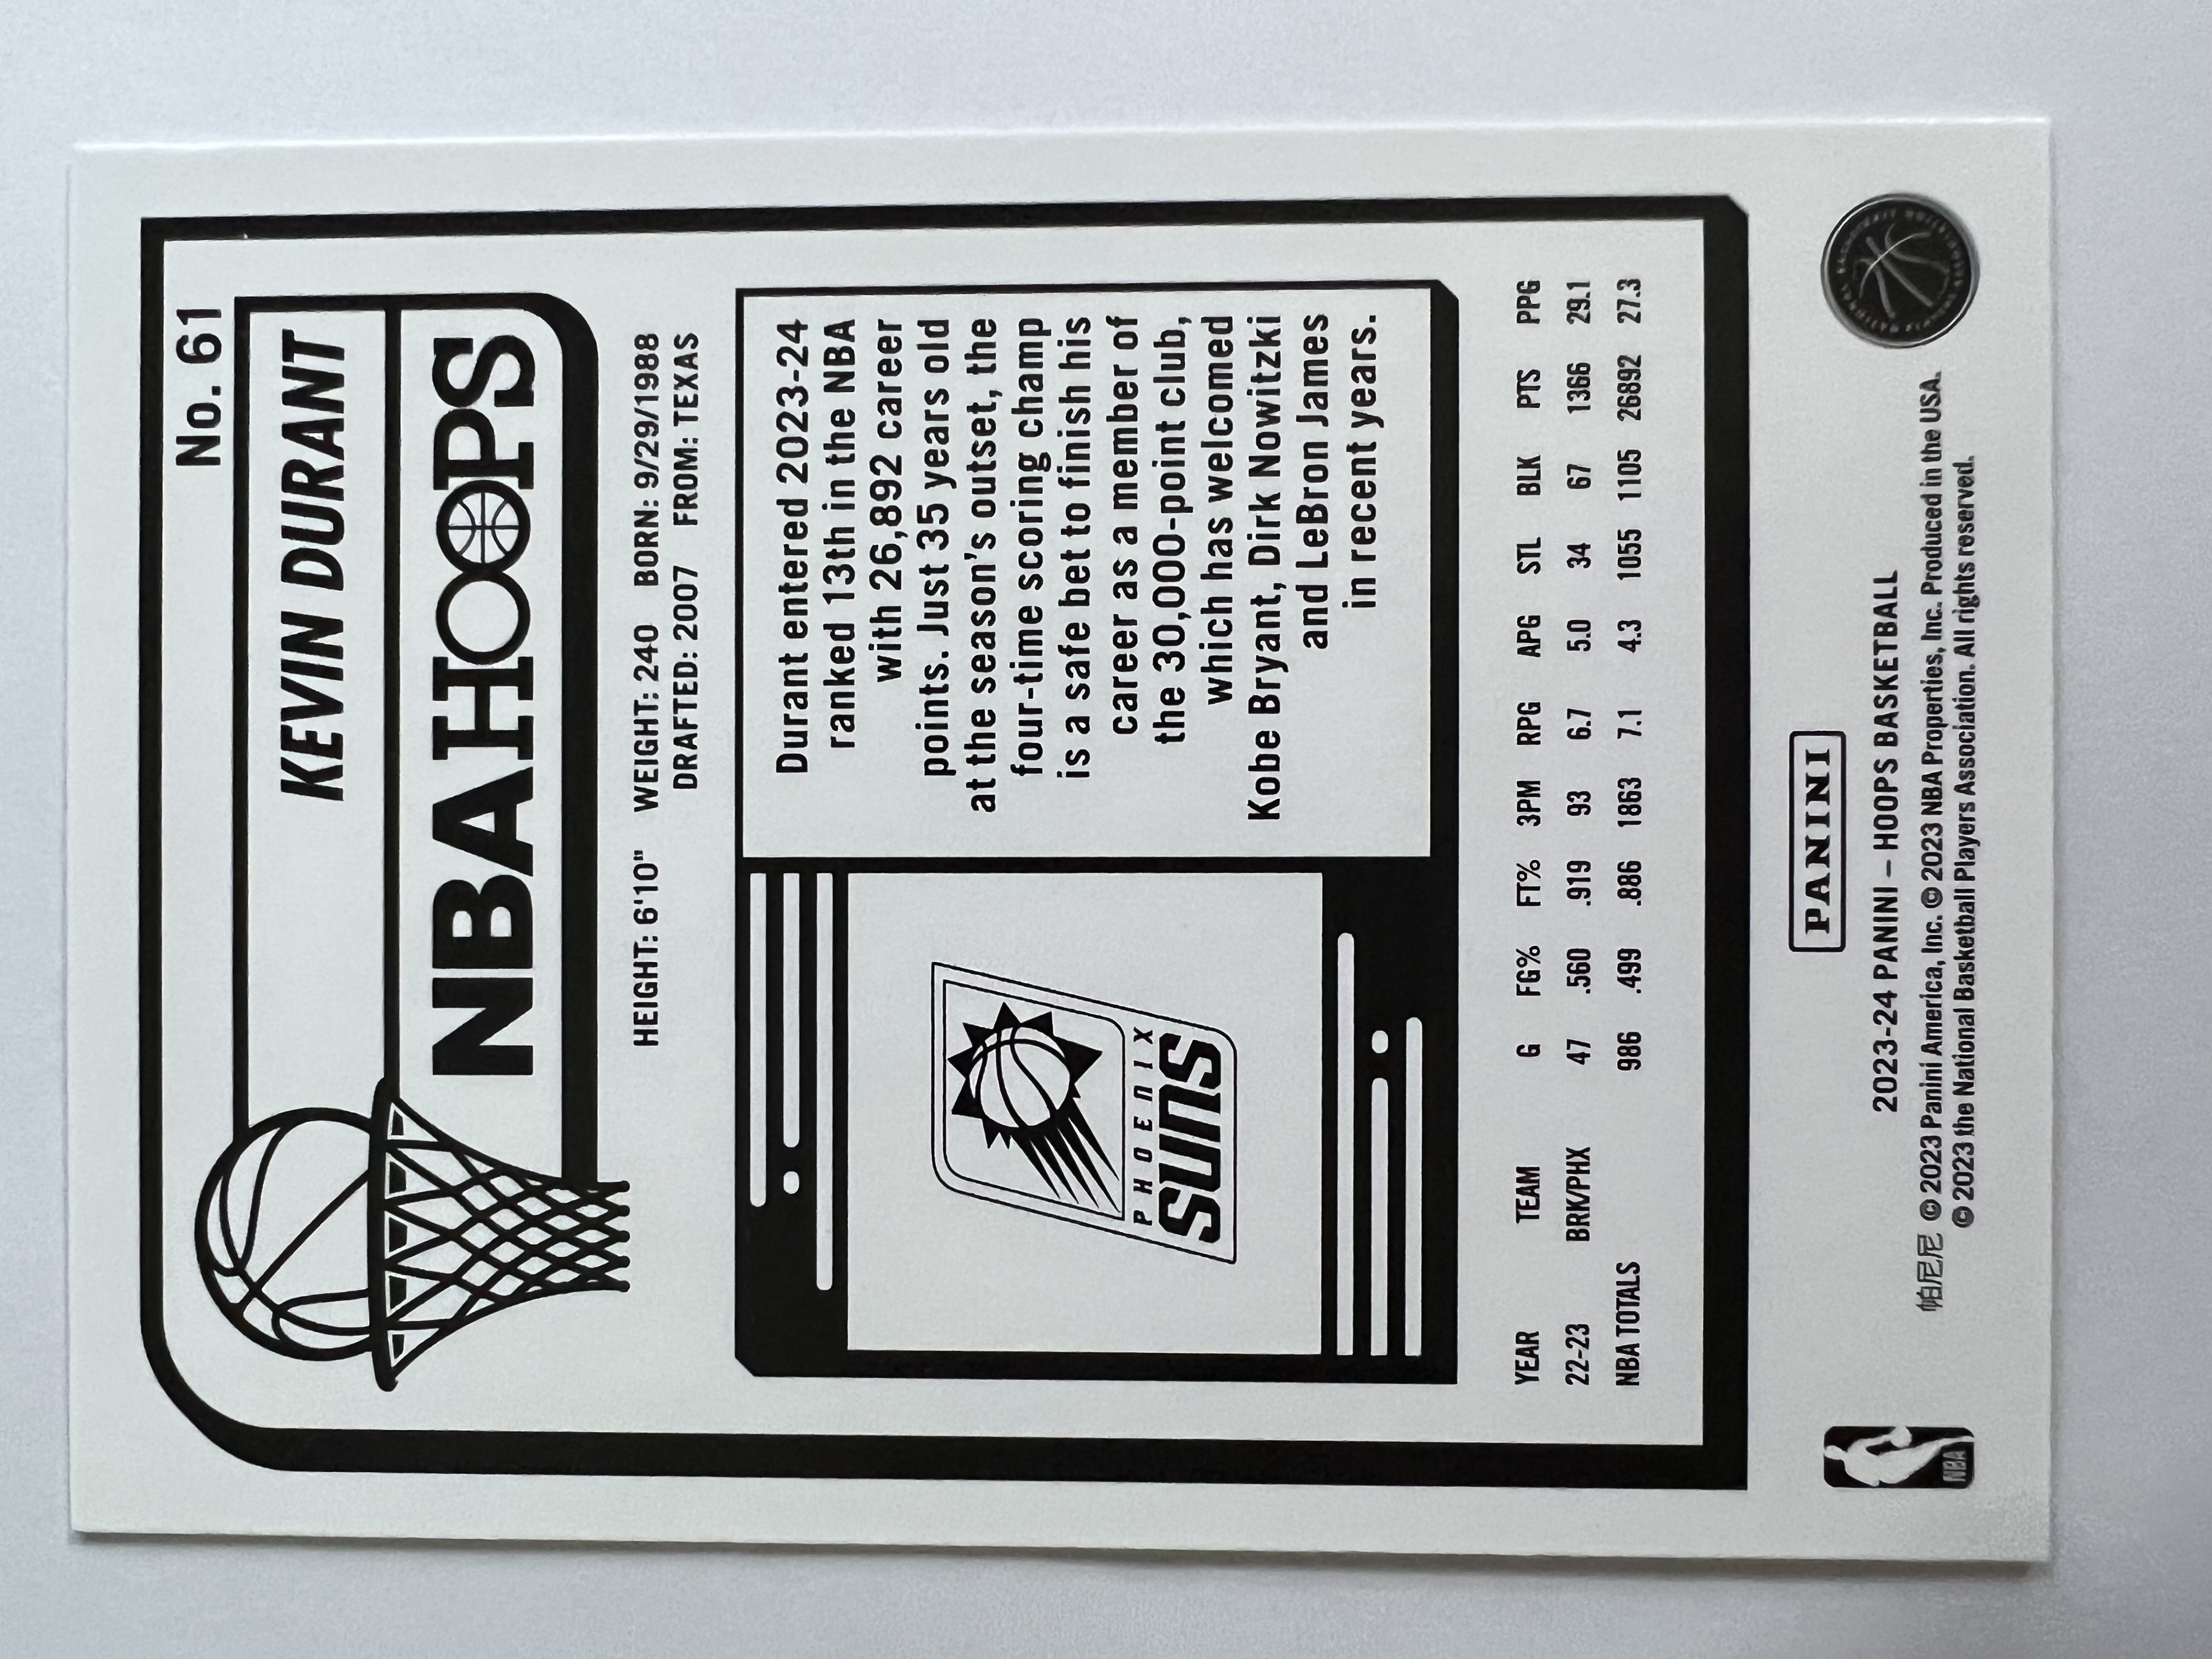 No. 61
KEVIN DURANT
NBA HOOPS
HEIGHT: 6'10" WEIGHT: 240 BORN: 9/29/1988
DRAFTED: 2007 FROM: TEXAS
PHOENIX
SUNS
Durant entered 2023-24
ranked 13th in the NBA
with 26,892 career
points. Just 35 years old
at the season's outset, the
four-time scoring champ
is a safe bet to finish his
career as a member of
the 30,000-point club,
which has welcomed
Kobe Bryant, Dirk Nowitzki
and LeBron James
in recent years.
YEAR TEAM G FG% FT% 3PM RPG APG STL BLK PTS PPG
22-23 BRK/PHX 47 .560 .919 93 6.7 5.0 34 67 1366 29.1
NBA TOTALS 986 .499 .886 1863 7.1 4.3 1055 1105 26892 27.3
PANINI
2023-24 PANINI – HOOPS BASKETBALL
帕尼尼 © 2023 Panini America, Inc. © 2023 NBA Properties, Inc. Produced in the USA.
© 2023 the National Basketball Players Association. All rights reserved.
NBA